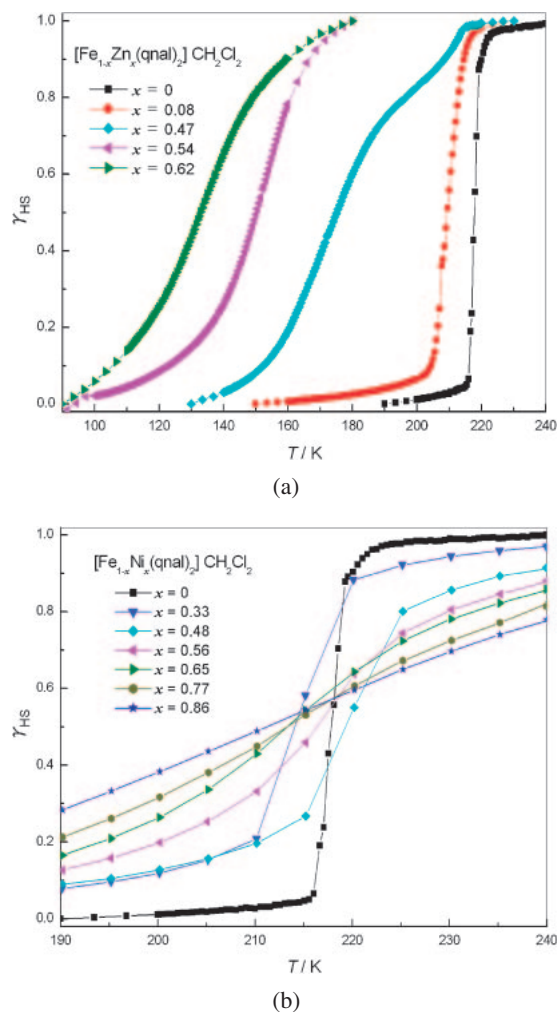 [Fe₁₋ₓZnₓ(qnal)₂] CH₂Cl₂
x = 0
x = 0.08
x = 0.47
x = 0.54
x = 0.62
γHS
1.0
0.8
0.6
0.4
0.2
0.0
100 120 140 160 180 200 220 240
T / K
(a)
[Fe₁₋ₓNiₓ(qnal)₂] CH₂Cl₂
x = 0
x = 0.33
x = 0.48
x = 0.56
x = 0.65
x = 0.77
x = 0.86
γHS
1.0
0.8
0.6
0.4
0.2
0.0
190 200 210 220 230 240
T / K
(b)